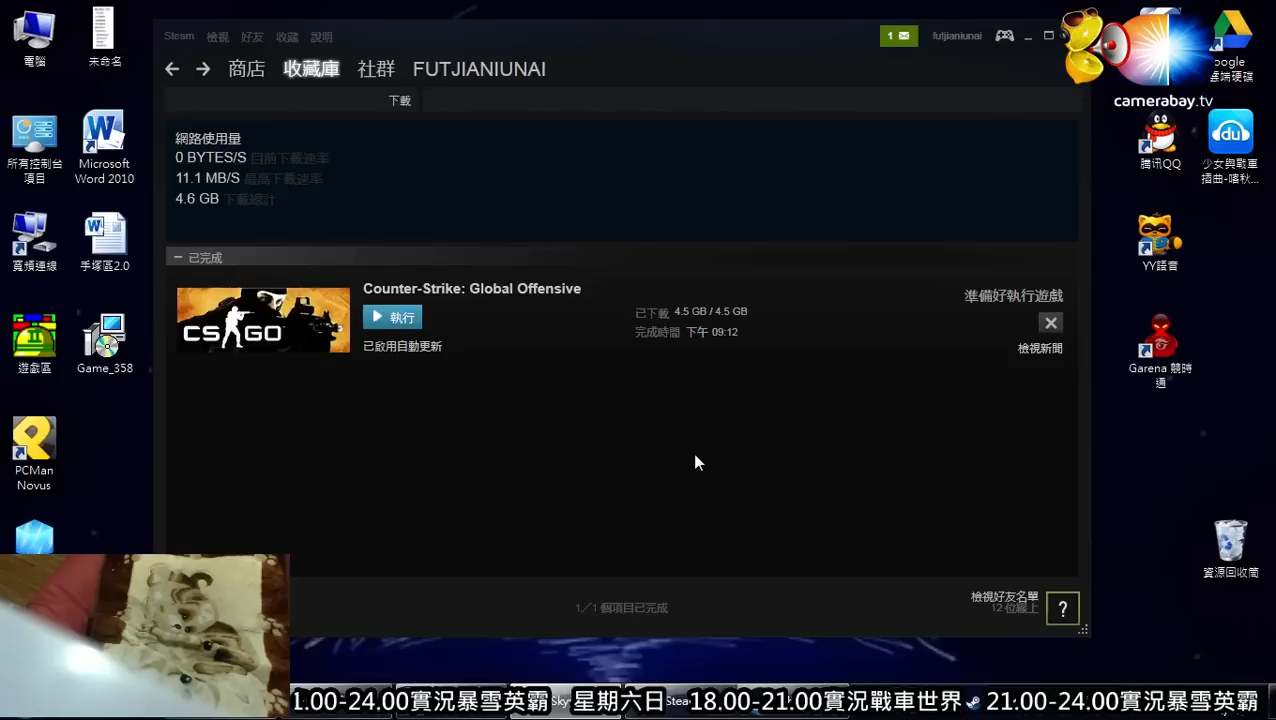 電腦
未命名
Steam 檢視 好友 遊戲 說明
商店 收藏庫 社群 FUTJIANIUNAI
下載
網路使用量
0 BYTES/S 目前下載速率
11.1 MB/S 最高下載速率
4.6 GB 下載總計
已完成
CS GO
Counter-Strike: Global Offensive
執行
已啟用自動更新
已下載 4.5 GB / 4.5 GB
完成時間 下午 09:12
準備好執行遊戲
檢視新聞
1／1 個項目已完成
檢視好友名單
12 位線上
?
所有控制台
項目
Microsoft
Word 2010
寬頻連線
手塚區2.0
遊戲區
Game_358
PCMan
Novus
camerabay.tv
oogle
雲端硬碟
腾讯QQ
du
少女與戰車
插曲-喀秋...
YY語音
Garena 競時
通
資源回收筒
1.00-24.00實況暴雪英霸 星期六日 18.00-21.00實況戰車世界 21:00-24.00實況暴雪英霸